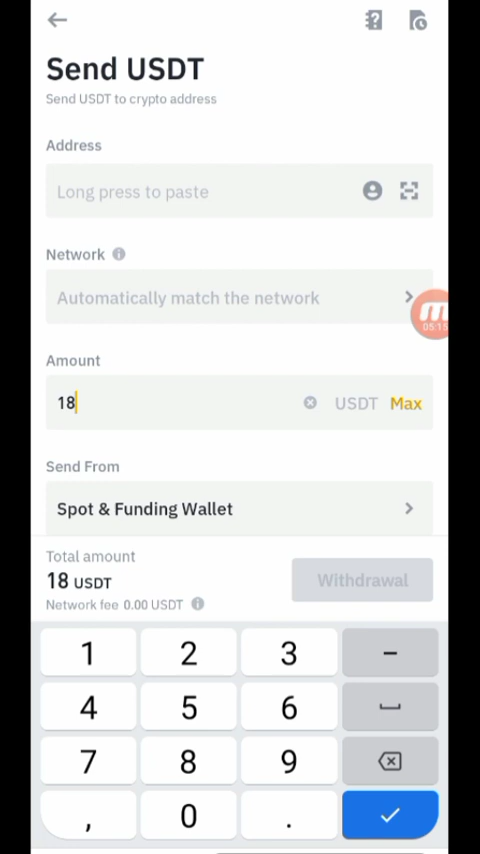 Send USDT
Send USDT to crypto address
Address
Long press to paste
Network
Automatically match the network
05:15
Amount
18 USDT Max
Send From
Spot & Funding Wallet
Total amount
18 USDT
Withdrawal
Network fee 0.00 USDT
1 2 3 –
4 5 6
7 8 9
, 0 .